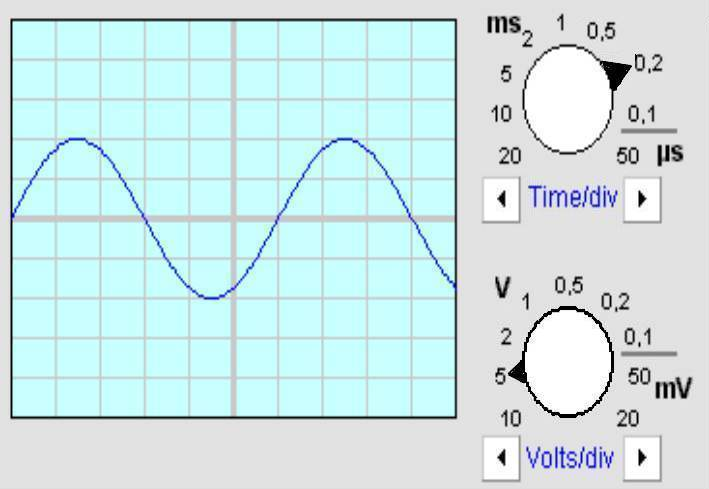 ms 2 1 0,5
5 0,2
10 0,1
20 50 µs
Time/div
V 1 0,5 0,2
2 0,1
5 50 mV
10 20
Volts/div